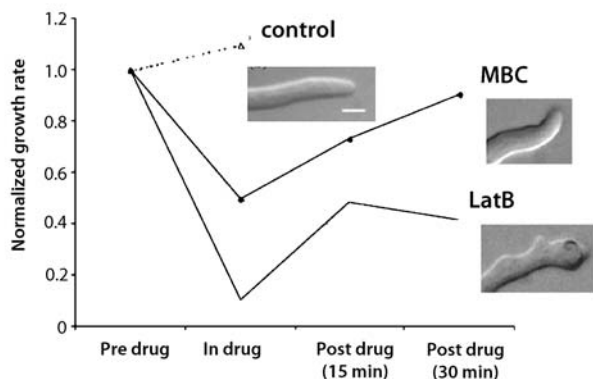 Normalized growth rate
1.2
1.0
0.8
0.6
0.4
0.2
0
control
MBC
LatB
Pre drug
In drug
Post drug
(15 min)
Post drug
(30 min)